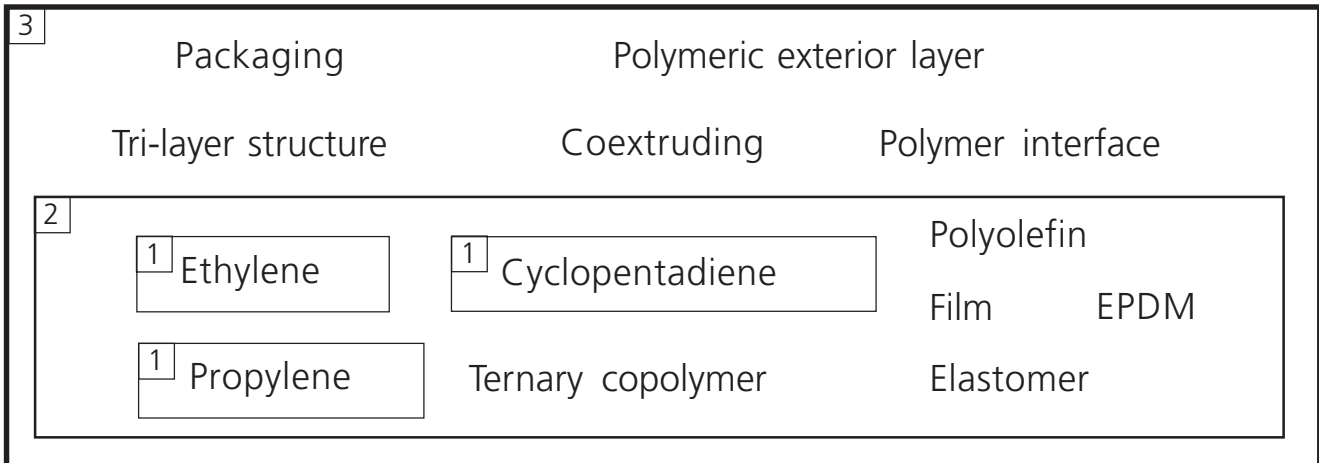 3
Packaging Polymeric exterior layer
Tri-layer structure Coextruding Polymer interface
2
1 Ethylene 1 Cyclopentadiene Polyolefin
Film EPDM
1 Propylene Ternary copolymer Elastomer